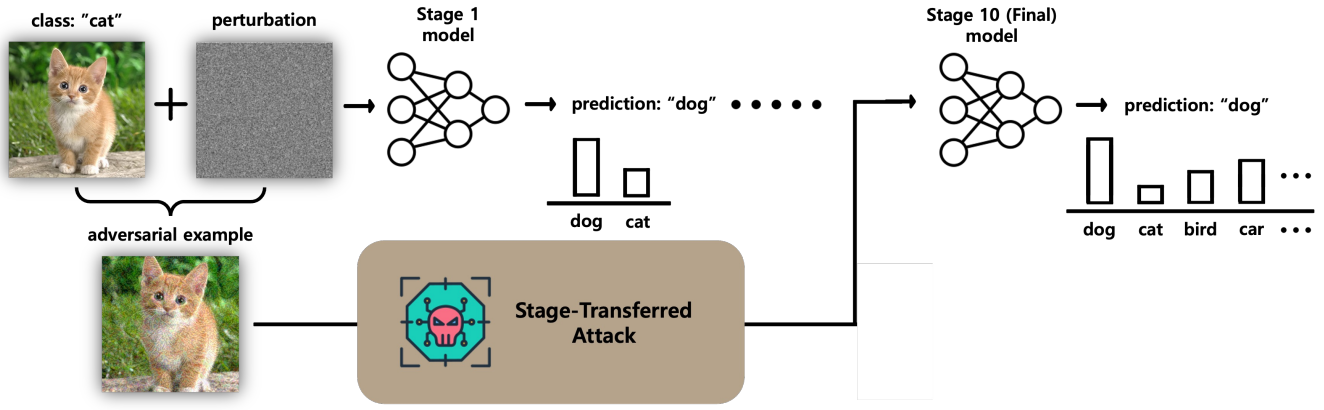 class: ”cat”
perturbation
Stage 1
model
Stage 10 (Final)
model
prediction: “dog”
prediction: “dog”
dog cat
dog cat bird car
adversarial example
Stage-Transferred
Attack